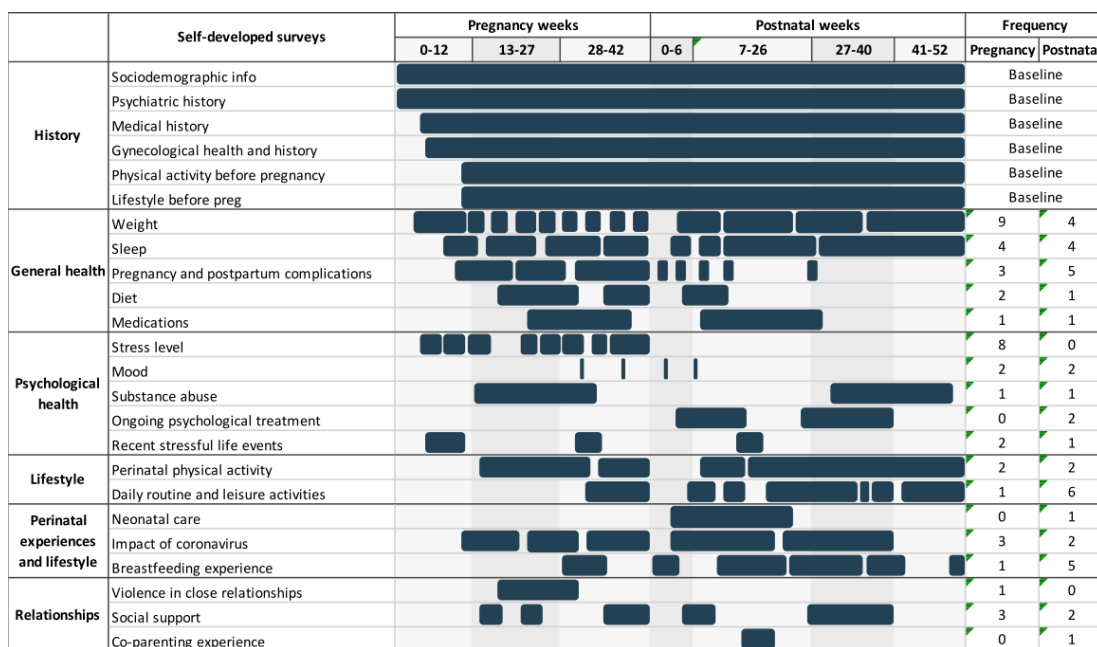 Self-developed surveys Pregnancy weeks Postnatal weeks Frequency
0-12 13-27 28-42 0-6 7-26 27-40 41-52 Pregnancy Postnata
History
Sociodemographic info Baseline
Psychiatric history Baseline
Medical history Baseline
Gynecological health and history Baseline
Physical activity before pregnancy Baseline
Lifestyle before preg Baseline
General health
Weight 9 4
Sleep 4 4
Pregnancy and postpartum complications 3 5
Diet 2 1
Medications 1 1
Psychological health
Stress level 8 0
Mood 2 2
Substance abuse 1 1
Ongoing psychological treatment 0 2
Recent stressful life events 2 1
Lifestyle
Perinatal physical activity 2 2
Daily routine and leisure activities 1 6
Perinatal experiences and lifestyle
Neonatal care 0 1
Impact of coronavirus 3 2
Breastfeeding experience 1 5
Relationships
Violence in close relationships 1 0
Social support 3 2
Co-parenting experience 0 1